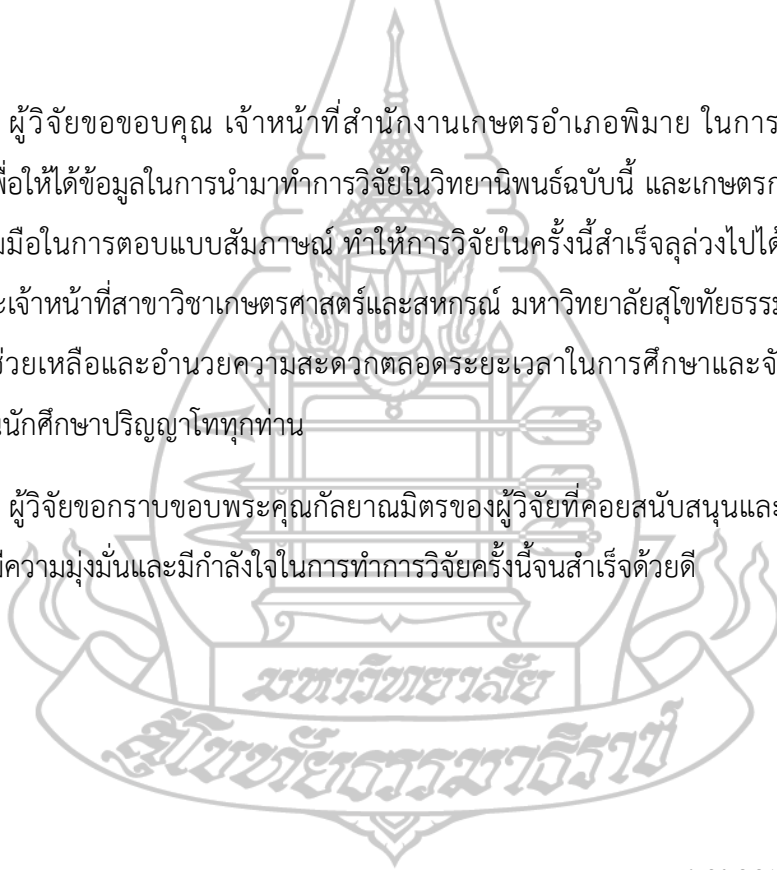 ผู้วิจัยขอขอบคุณ เจ้าหน้าที่สำนักงานเกษตรอำเภอพิมาย ในการ
พื่อให้ได้ข้อมูลในการนำมาทำการวิจัยในวิทยานิพนธ์ฉบับนี้ และเกษตรก
มมือในการตอบแบบสัมภาษณ์ ทำให้การวิจัยในครั้งนี้สำเร็จลุล่วงไปได้
ะเจ้าหน้าที่สาขาวิชาเกษตรศาสตร์และสหกรณ์ มหาวิทยาลัยสุโขทัยธรรม
ช่วยเหลือและอำนวยความสะดวกตลอดระยะเวลาในการศึกษาและจั
นนักศึกษาปริญญาโททุกท่าน
ผู้วิจัยขอกราบขอบพระคุณกัลยาณมิตรของผู้วิจัยที่คอยสนับสนุนและ
มีความมุ่งมั่นและมีกำลังใจในการทำการวิจัยครั้งนี้จนสำเร็จด้วยดี
มหาวิทยาลัย
สุโขทัยธรรมาธิราช